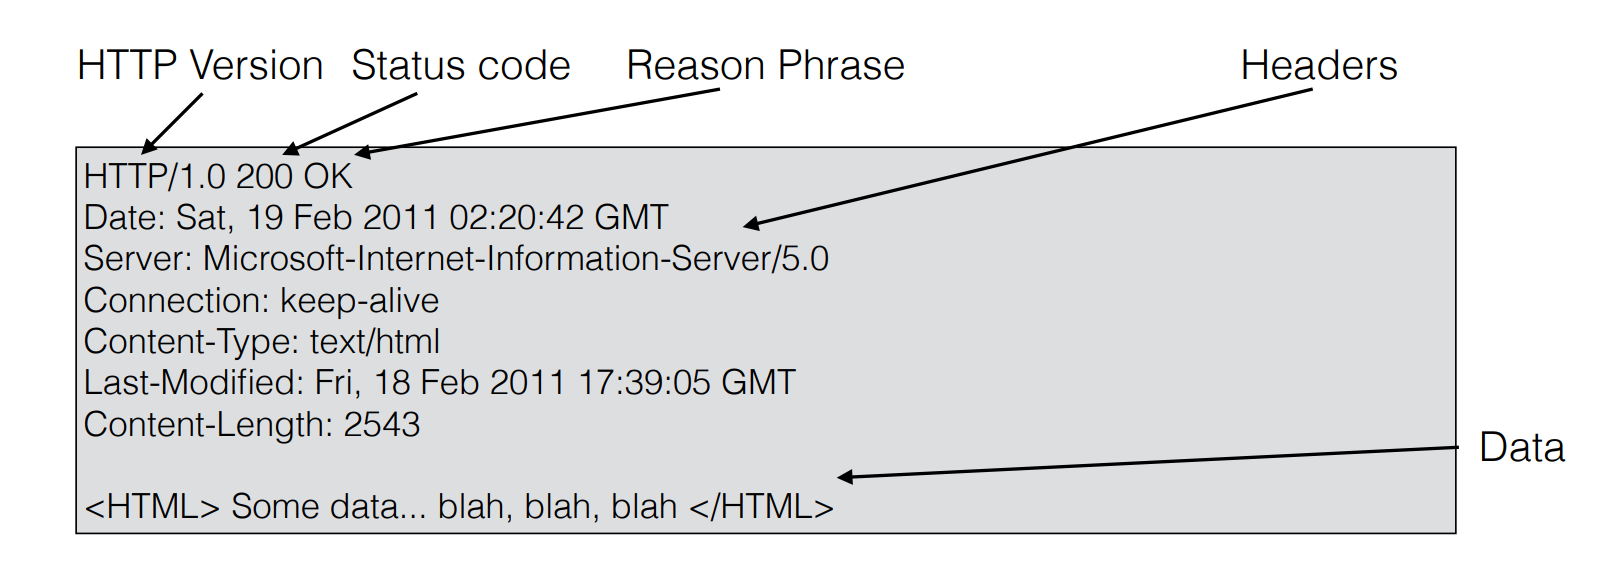 HTTP Version Status code Reason Phrase Headers
HTTP/1.0 200 OK
Date: Sat, 19 Feb 2011 02:20:42 GMT
Server: Microsoft-Internet-Information-Server/5.0
Connection: keep-alive
Content-Type: text/html
Last-Modified: Fri, 18 Feb 2011 17:39:05 GMT
Content-Length: 2543
Data
<HTML> Some data... blah, blah, blah </HTML>